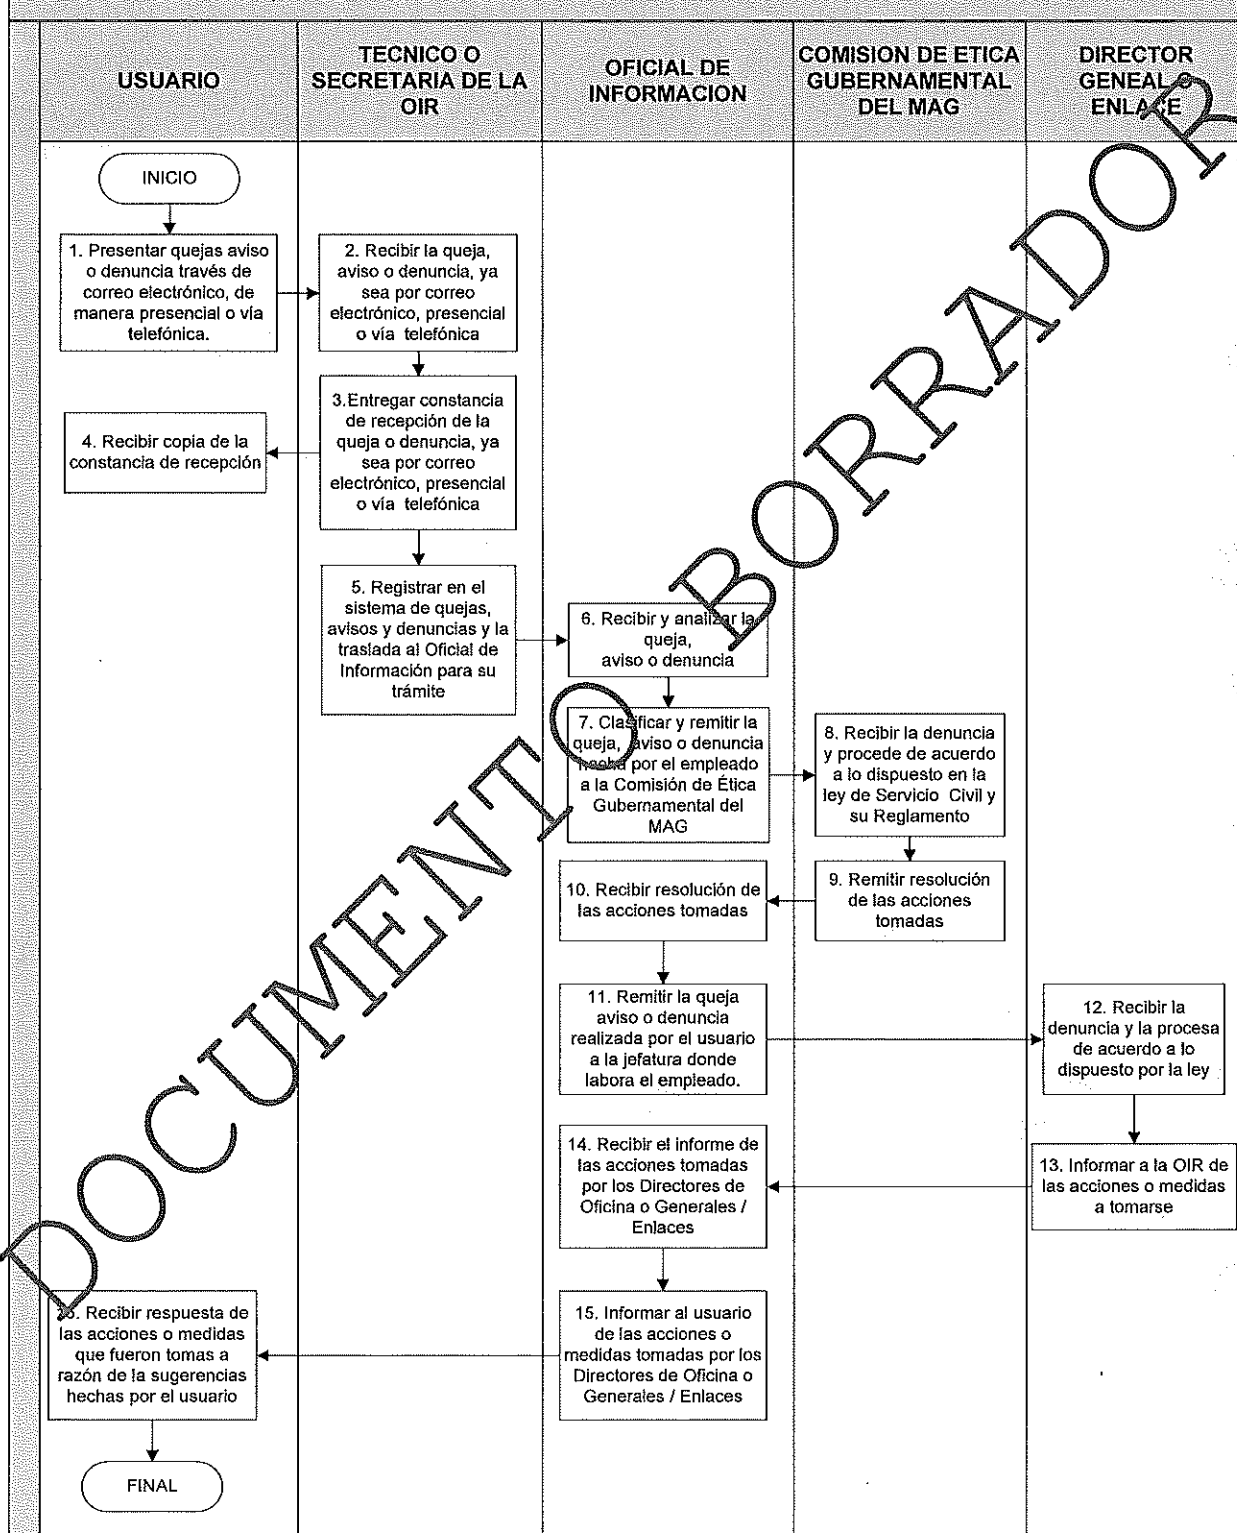 USUARIO
TECNICO O
SECRETARIA DE LA
OIR
OFICIAL DE
INFORMACION
COMISION DE ETICA
GUBERNAMENTAL
DEL MAG
DIRECTOR
GENEAL O
ENLACE
INICIO
1. Presentar quejas aviso
o denuncia través de
correo electrónico, de
manera presencial o vía
telefónica.
2. Recibir la queja,
aviso o denuncia, ya
sea por correo
electrónico, presencial
o vía telefónica
3.Entregar constancia
de recepción de la
queja o denuncia, ya
sea por correo
electrónico, presencial
o vía telefónica
4. Recibir copia de la
constancia de recepción
5. Registrar en el
sistema de quejas,
avisos y denuncias y la
traslada al Oficial de
Información para su
trámite
6. Recibir y analizar la
queja,
aviso o denuncia
7. Clasificar y remitir la
queja, aviso o denuncia
hecha por el empleado
a la Comisión de Ética
Gubernamental del
MAG
8. Recibir la denuncia
y procede de acuerdo
a lo dispuesto en la
ley de Servicio Civil y
su Reglamento
9. Remitir resolución
de las acciones
tomadas
10. Recibir resolución de
las acciones tomadas
11. Remitir la queja
aviso o denuncia
realizada por el usuario
a la jefatura donde
labora el empleado.
12. Recibir la
denuncia y la procesa
de acuerdo a lo
dispuesto por la ley
13. Informar a la OIR de
las acciones o medidas
a tomarse
14. Recibir el informe de
las acciones tomadas
por los Directores de
Oficina o Generales /
Enlaces
15. Informar al usuario
de las acciones o
medidas tomadas por los
Directores de Oficina o
Generales / Enlaces
Recibir respuesta de
las acciones o medidas
que fueron tomas a
razón de la sugerencias
hechas por el usuario
FINAL
DOCUMENTO BORRADOR